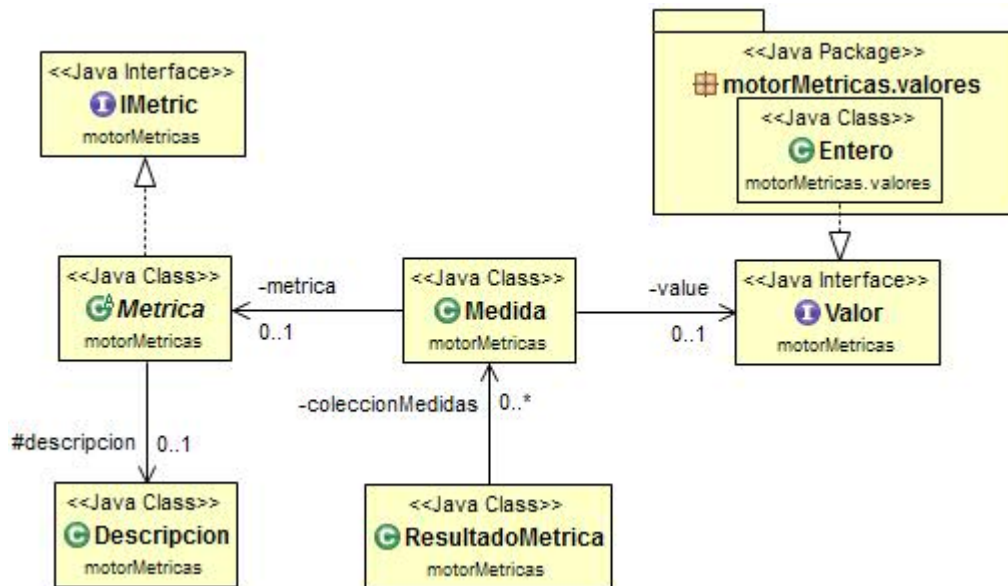 <<Java Interface>>
IMetric
motorMetricas
<<Java Package>>
motorMetricas.valores
<<Java Class>>
Entero
motorMetricas.valores
<<Java Class>>
Metrica
motorMetricas
-metrica
0..1
<<Java Class>>
Medida
motorMetricas
-value
0..1
<<Java Interface>>
Valor
motorMetricas
#descripcion
0..1
-coleccionMedidas
0..*
<<Java Class>>
Descripcion
motorMetricas
<<Java Class>>
ResultadoMetrica
motorMetricas